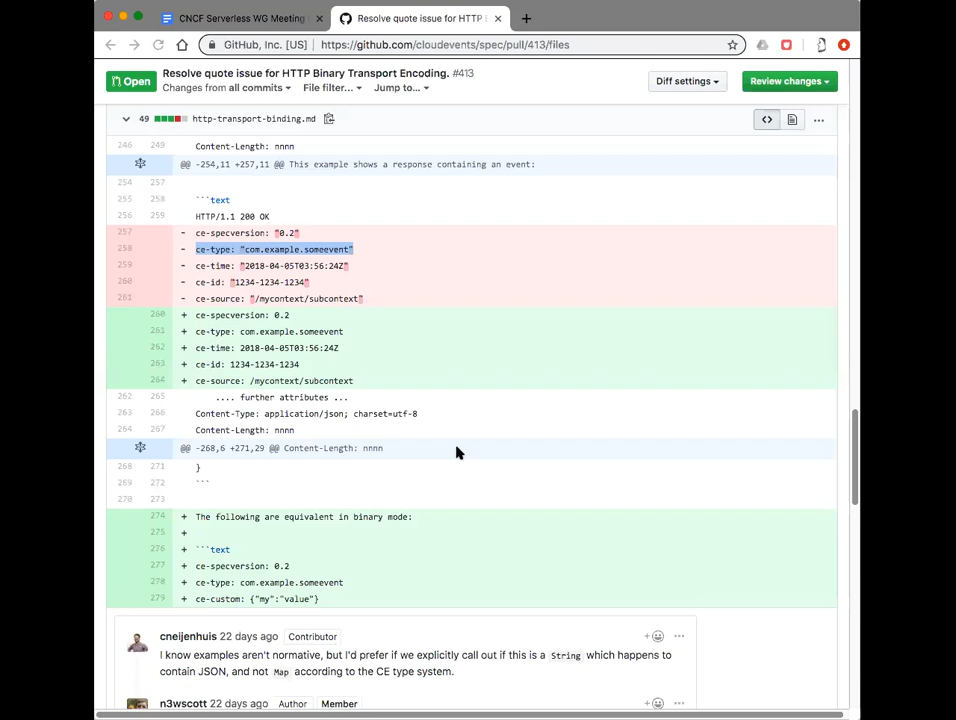 CNCF Serverless WG Meeting
Resolve quote issue for HTTP B
GitHub, Inc. [US] https://github.com/cloudevents/spec/pull/413/files
Resolve quote issue for HTTP Binary Transport Encoding. #413
Open
Changes from all commits File filter... Jump to...
Diff settings
Review changes
49 http-transport-binding.md
246 249 Content-Length: nnnn
@@ -254,11 +257,11 @@ This example shows a response containing an event:
254 257
255 258 ```text
256 259 HTTP/1.1 200 OK
257 - ce-specversion: "0.2"
258 - ce-type: "com.example.someevent"
259 - ce-time: "2018-04-05T03:56:24Z"
260 - ce-id: "1234-1234-1234"
261 - ce-source: "/mycontext/subcontext"
260 + ce-specversion: 0.2
261 + ce-type: com.example.someevent
262 + ce-time: 2018-04-05T03:56:24Z
263 + ce-id: 1234-1234-1234
264 + ce-source: /mycontext/subcontext
262 265 .... further attributes ...
263 266 Content-Type: application/json; charset=utf-8
264 267 Content-Length: nnnn
@@ -268,6 +271,29 @@ Content-Length: nnnn
268 271 }
269 272 ```
270 273
274 + The following are equivalent in binary mode:
275 +
276 + ```text
277 + ce-specversion: 0.2
278 + ce-type: com.example.someevent
279 + ce-custom: {"my":"value"}
cneijenhuis 22 days ago Contributor
I know examples aren't normative, but I'd prefer if we explicitly call out if this is a String which happens to
contain JSON, and not Map according to the CE type system.
n3wscott 22 days ago Author Member